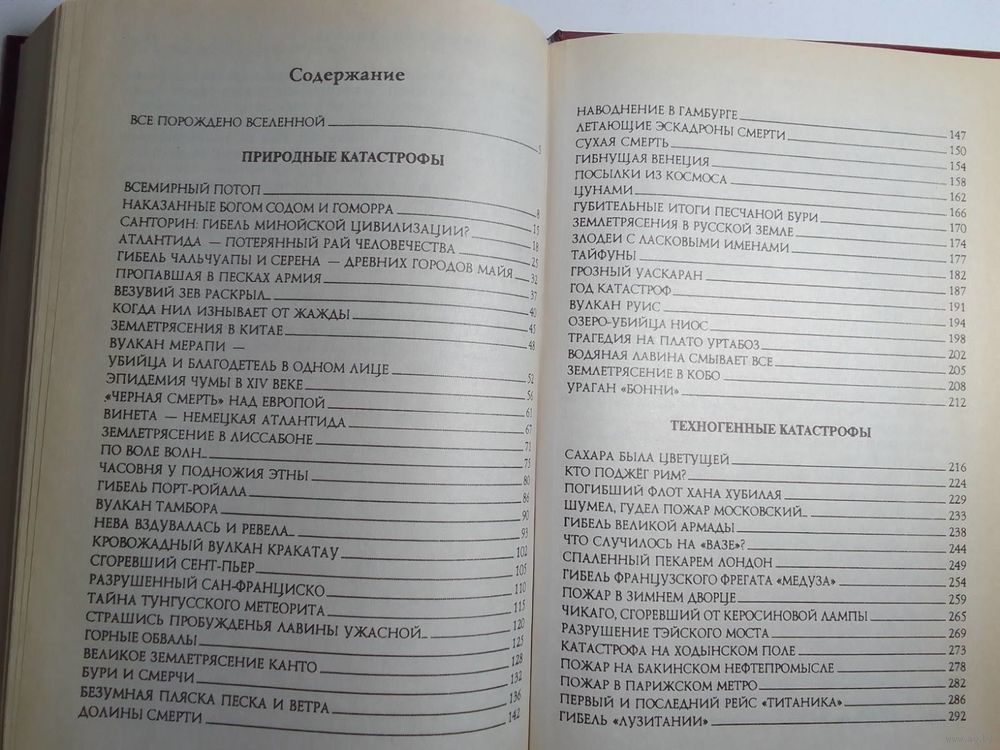 Содержание
ВСЕ ПОРОЖДЕНО ВСЕЛЕННОЙ 5
ПРИРОДНЫЕ КАТАСТРОФЫ
ВСЕМИРНЫЙ ПОТОП 8
НАКАЗАННЫЕ БОГОМ СОДОМ И ГОМОРРА 15
САНТОРИН: ГИБЕЛЬ МИНОЙСКОЙ ЦИВИЛИЗАЦИИ? 18
АТЛАНТИДА — ПОТЕРЯННЫЙ РАЙ ЧЕЛОВЕЧЕСТВА 25
ГИБЕЛЬ ЧАЛЬЧУАПЫ И СЕРЕНА — ДРЕВНИХ ГОРОДОВ МАЙЯ 32
ПРОПАВШАЯ В ПЕСКАХ АРМИЯ 37
ВЕЗУВИЙ ЗЕВ РАСКРЫЛ... 40
КОГДА НИЛ ИЗНЫВАЕТ ОТ ЖАЖДЫ 45
ЗЕМЛЕТРЯСЕНИЯ В КИТАЕ 48
ВУЛКАН МЕРАПИ —
УБИЙЦА И БЛАГОДЕТЕЛЬ В ОДНОМ ЛИЦЕ 52
ЭПИДЕМИЯ ЧУМЫ В XIV ВЕКЕ 56
«ЧЕРНАЯ СМЕРТЬ» НАД ЕВРОПОЙ 61
ВИНЕТА — НЕМЕЦКАЯ АТЛАНТИДА 67
ЗЕМЛЕТРЯСЕНИЕ В ЛИССАБОНЕ 71
ПО ВОЛЕ ВОЛН... 75
ЧАСОВНЯ У ПОДНОЖИЯ ЭТНЫ 80
ГИБЕЛЬ ПОРТ-РОЙАЛА 86
ВУЛКАН ТАМБОРА 90
НЕВА ВЗДУВАЛАСЬ И РЕВЕЛА... 93
КРОВОЖАДНЫЙ ВУЛКАН КРАКАТАУ 102
СГОРЕВШИЙ СЕНТ-ПЬЕР 105
РАЗРУШЕННЫЙ САН-ФРАНЦИСКО 110
ТАЙНА ТУНГУССКОГО МЕТЕОРИТА 115
СТРАШИСЬ ПРОБУЖДЕНЬЯ ЛАВИНЫ УЖАСНОЙ... 120
ГОРНЫЕ ОБВАЛЫ 125
ВЕЛИКОЕ ЗЕМЛЕТРЯСЕНИЕ КАНТО 128
БУРИ И СМЕРЧИ 132
БЕЗУМНАЯ ПЛЯСКА ПЕСКА И ВЕТРА 136
ДОЛИНЫ СМЕРТИ 142
НАВОДНЕНИЕ В ГАМБУРГЕ 147
ЛЕТАЮЩИЕ ЭСКАДРОНЫ СМЕРТИ 150
СУХАЯ СМЕРТЬ 154
ГИБНУЩАЯ ВЕНЕЦИЯ 158
ПОСЫЛКИ ИЗ КОСМОСА 162
ЦУНАМИ 166
ГУБИТЕЛЬНЫЕ ИТОГИ ПЕСЧАНОЙ БУРИ 170
ЗЕМЛЕТРЯСЕНИЯ В РУССКОЙ ЗЕМЛЕ 174
ЗЛОДЕИ С ЛАСКОВЫМИ ИМЕНАМИ 177
ТАЙФУНЫ 182
ГРОЗНЫЙ УАСКАРАН 187
ГОД КАТАСТРОФ 191
ВУЛКАН РУИС 194
ОЗЕРО-УБИЙЦА НИОС 198
ТРАГЕДИЯ НА ПЛАТО УРТАБОЗ 202
ВОДЯНАЯ ЛАВИНА СМЫВАЕТ ВСЕ 205
ЗЕМЛЕТРЯСЕНИЕ В КОБО 208
УРАГАН «БОННИ» 212
ТЕХНОГЕННЫЕ КАТАСТРОФЫ
САХАРА БЫЛА ЦВЕТУЩЕЙ 216
КТО ПОДЖЁГ РИМ? 224
ПОГИБШИЙ ФЛОТ ХАНА ХУБИЛАЯ 229
ШУМЕЛ, ГУДЕЛ ПОЖАР МОСКОВСКИЙ... 233
ГИБЕЛЬ ВЕЛИКОЙ АРМАДЫ 238
ЧТО СЛУЧИЛОСЬ НА «ВАЗЕ»? 244
СПАЛЕННЫЙ ПЕКАРЕМ ЛОНДОН 249
ГИБЕЛЬ ФРАНЦУЗСКОГО ФРЕГАТА «МЕДУЗА» 254
ПОЖАР В ЗИМНЕМ ДВОРЦЕ 259
ЧИКАГО, СГОРЕВШИЙ ОТ КЕРОСИНОВОЙ ЛАМПЫ 265
РАЗРУШЕНИЕ ТЭЙСКОГО МОСТА 269
КАТАСТРОФА НА ХОДЫНСКОМ ПОЛЕ 273
ПОЖАР НА БАКИНСКОМ НЕФТЕПРОМЫСЛЕ 278
ПОЖАР В ПАРИЖСКОМ МЕТРО 282
ПЕРВЫЙ И ПОСЛЕДНИЙ РЕЙС «ТИТАНИКА» 286
ГИБЕЛЬ «ЛУЗИТАНИИ» 292